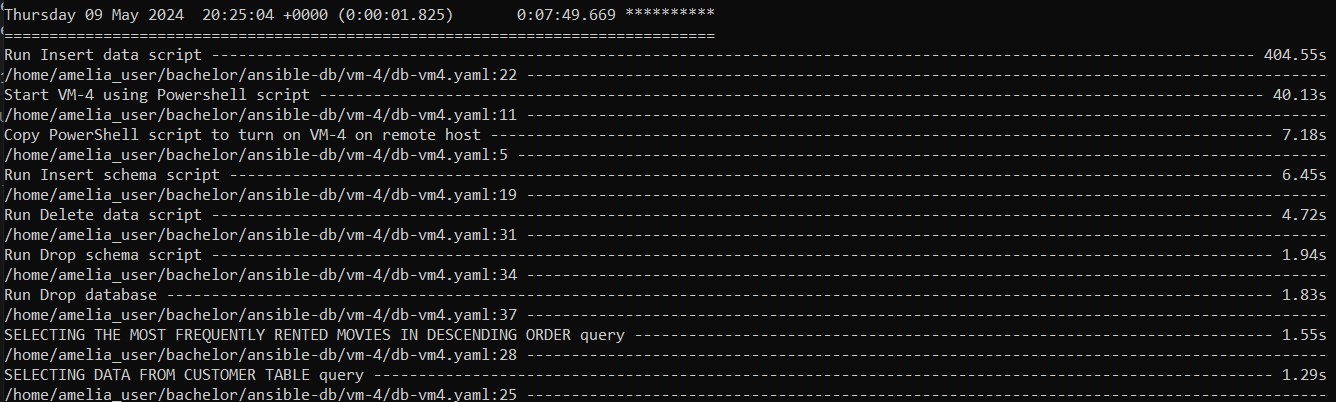 Thursday 09 May 2024  20:25:04 +0000 (0:00:01.825)       0:07:49.669 **********
===============================================================================
Run Insert data script --------------------------------------------------------------------------------------------------------------------- 404.55s
/home/amelia_user/bachelor/ansible-db/vm-4/db-vm4.yaml:22 ------------------------------------------------------------------------------------------
Start VM-4 using Powershell script ---------------------------------------------------------------------------------------------------------- 40.13s
/home/amelia_user/bachelor/ansible-db/vm-4/db-vm4.yaml:11 ------------------------------------------------------------------------------------------
Copy PowerShell script to turn on VM-4 on remote host ---------------------------------------------------------------------------------------- 7.18s
/home/amelia_user/bachelor/ansible-db/vm-4/db-vm4.yaml:5 -------------------------------------------------------------------------------------------
Run Insert schema script --------------------------------------------------------------------------------------------------------------------- 6.45s
/home/amelia_user/bachelor/ansible-db/vm-4/db-vm4.yaml:19 ------------------------------------------------------------------------------------------
Run Delete data script ----------------------------------------------------------------------------------------------------------------------- 4.72s
/home/amelia_user/bachelor/ansible-db/vm-4/db-vm4.yaml:31 ------------------------------------------------------------------------------------------
Run Drop schema script ----------------------------------------------------------------------------------------------------------------------- 1.94s
/home/amelia_user/bachelor/ansible-db/vm-4/db-vm4.yaml:34 ------------------------------------------------------------------------------------------
Run Drop database ---------------------------------------------------------------------------------------------------------------------------- 1.83s
/home/amelia_user/bachelor/ansible-db/vm-4/db-vm4.yaml:37 ------------------------------------------------------------------------------------------
SELECTING THE MOST FREQUENTLY RENTED MOVIES IN DESCENDING ORDER query ------------------------------------------------------------------------ 1.55s
/home/amelia_user/bachelor/ansible-db/vm-4/db-vm4.yaml:28 ------------------------------------------------------------------------------------------
SELECTING DATA FROM CUSTOMER TABLE query ----------------------------------------------------------------------------------------------------- 1.29s
/home/amelia_user/bachelor/ansible-db/vm-4/db-vm4.yaml:25 ------------------------------------------------------------------------------------------